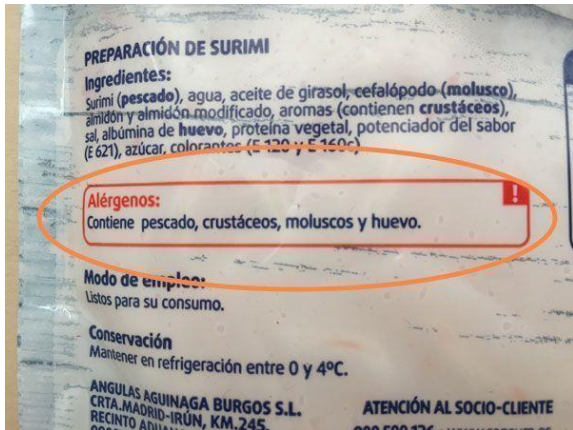 PREPARACIÓN DE SURIMI
Ingredientes:
Surimi (pescado), agua, aceite de girasol, cefalópodo (molusco),
almidón y almidón modificado, aromas (contienen crustáceos),
sal, albúmina de huevo, proteína vegetal, potenciador del sabor
(E 621), azúcar, colorantes (E 120 y E 160c)
Alérgenos:
Contiene pescado, crustáceos, moluscos y huevo.
Modo de empleo:
Listos para su consumo.
Conservación
Mantener en refrigeración entre 0 y 4ºC.
ANGULAS AGUINAGA BURGOS S.L.
CRTA.MADRID-IRÚN, KM.245.
RECINTO
ATENCIÓN AL SOCIO-CLIENTE